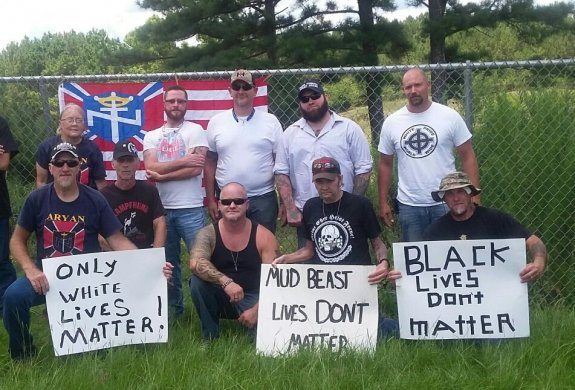 ARYAN
ONLY
WHITE
LIVES
MATTER!
MUD BEAST
LIVES DON'T
MATTER
BLACK
LIVES
DONT
MATTER